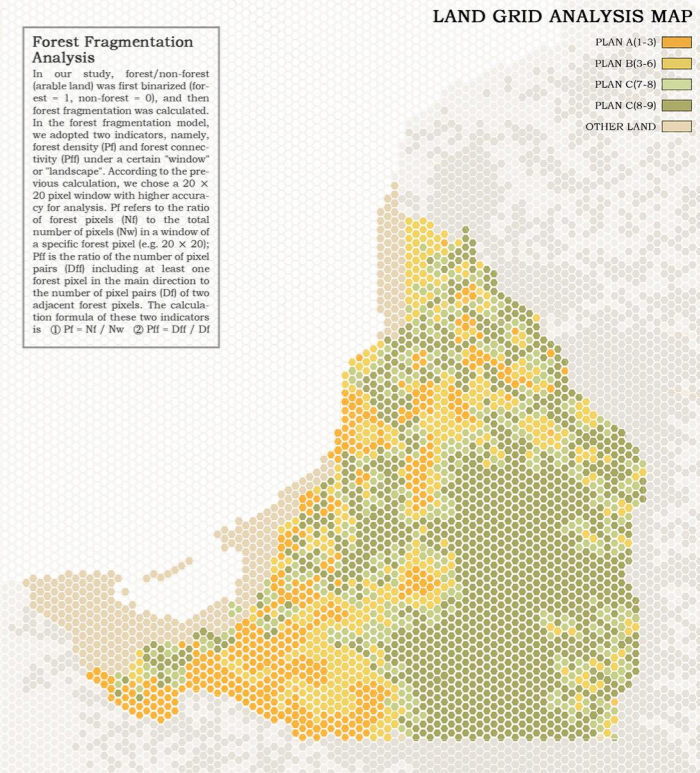 LAND GRID ANALYSIS MAP
PLAN A(1-3)
PLAN B(3-6)
PLAN C(7-8)
PLAN C(8-9)
OTHER LAND
Forest Fragmentation
Analysis
In our study, forest/non-forest
(arable land) was first binarized (for-
est = 1, non-forest = 0), and then
forest fragmentation was calculated.
In the forest fragmentation model,
we adopted two indicators, namely,
forest density (Pf) and forest connec-
tivity (Pff) under a certain "window"
or "landscape". According to the pre-
vious calculation, we chose a 20 ×
20 pixel window with higher accura-
cy for analysis. Pf refers to the ratio
of forest pixels (Nf) to the total
number of pixels (Nw) in a window of
a specific forest pixel (e.g. 20 × 20);
Pff is the ratio of the number of pixel
pairs (Dff) including at least one
forest pixel in the main direction to
the number of pixel pairs (Df) of two
adjacent forest pixels. The calcula-
tion formula of these two indicators
is ① Pf = Nf / Nw ② Pff = Dff / Df